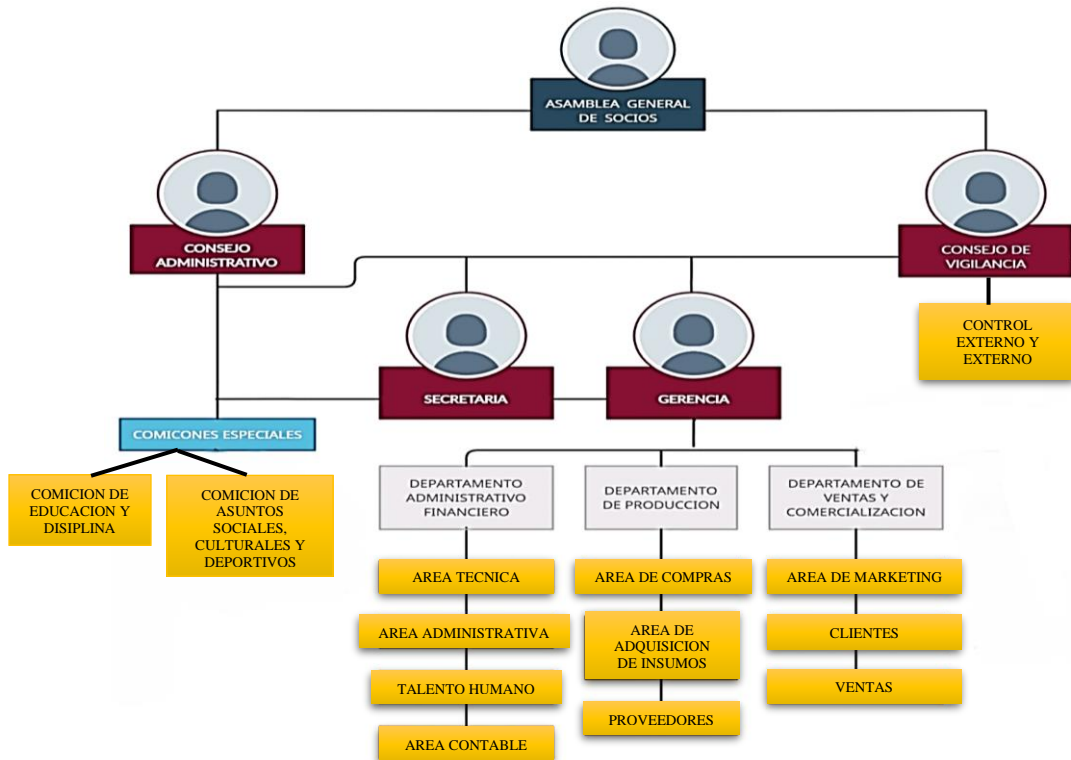 ASAMBLEA GENERAL
DE SOCIOS
CONSEJO
ADMINISTRATIVO
CONSEJO DE
VIGILANCIA
CONTROL
EXTERNO Y
EXTERNO
SECRETARIA
GERENCIA
COMICONES ESPECIALES
COMICION DE
EDUCACION Y
DISIPLINA
COMICION DE
ASUNTOS
SOCIALES,
CULTURALES Y
DEPORTIVOS
DEPARTAMENTO
ADMINISTRATIVO
FINANCIERO
DEPARTAMENTO
DE PRODUCCION
DEPARTAMENTO DE
VENTAS Y
COMERCIALIZACION
AREA TECNICA
AREA ADMINISTRATIVA
TALENTO HUMANO
AREA CONTABLE
AREA DE COMPRAS
AREA DE
ADQUISICION
DE INSUMOS
PROVEEDORES
AREA DE MARKETING
CLIENTES
VENTAS